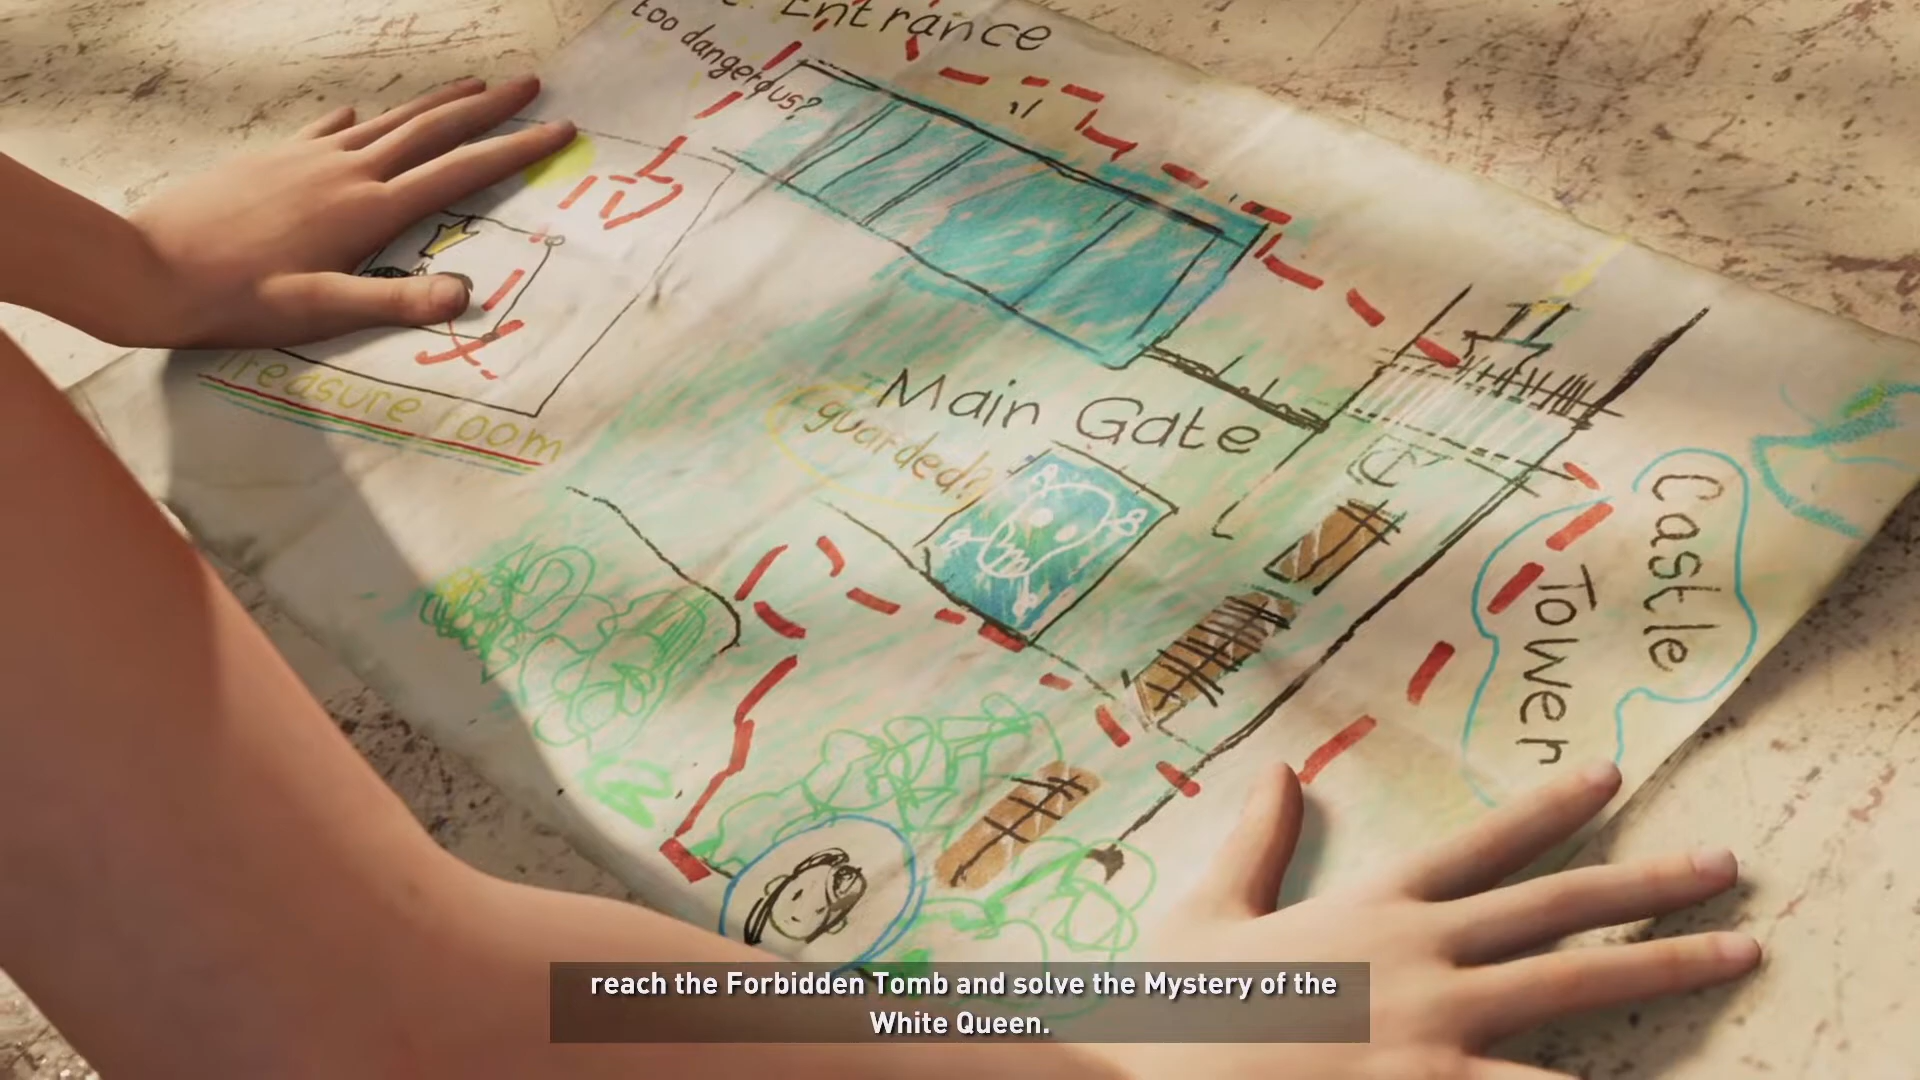 Entrance
too dangerous?
Treasure room
Main Gate
guarded?
Castle
Tower
reach the Forbidden Tomb and solve the Mystery of the
White Queen.